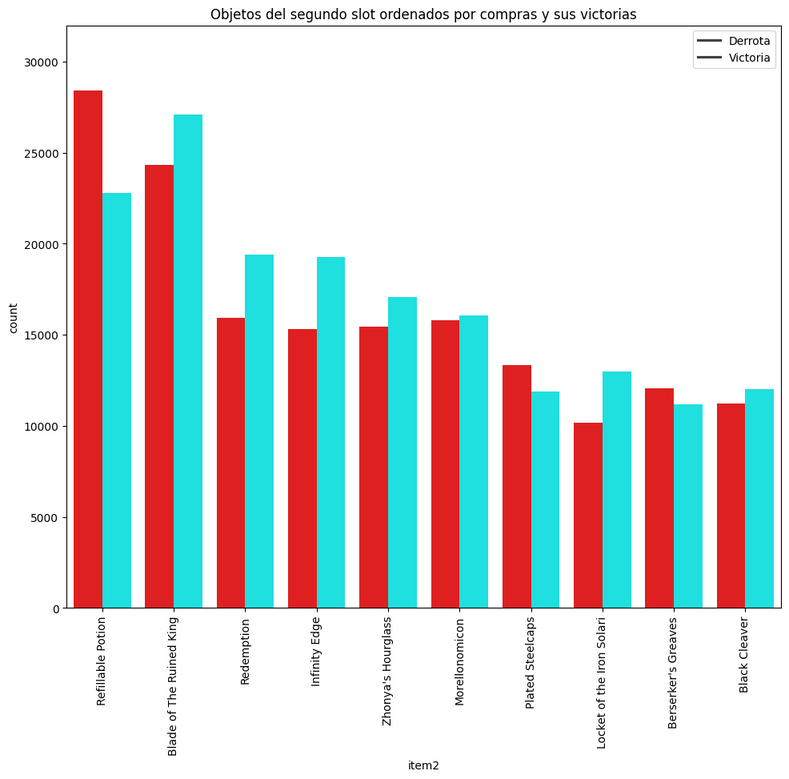 Objetos del segundo slot ordenados por compras y sus victorias
Derrota
Victoria
30000
25000
20000
15000
10000
5000
0
count
Refillable Potion
Blade of The Ruined King
Redemption
Infinity Edge
Zhonya's Hourglass
Morellonomicon
Plated Steelcaps
Locket of the Iron Solari
Berserker's Greaves
Black Cleaver
item2